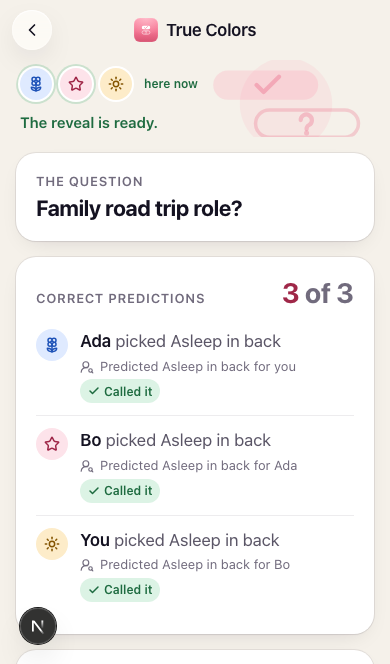 True Colors
here now
The reveal is ready.
?
THE QUESTION
Family road trip role?
CORRECT PREDICTIONS
3 of 3
Ada picked Asleep in back
Predicted Asleep in back for you
Called it
Bo picked Asleep in back
Predicted Asleep in back for Ada
Called it
You picked Asleep in back
Predicted Asleep in back for Bo
Called it
N